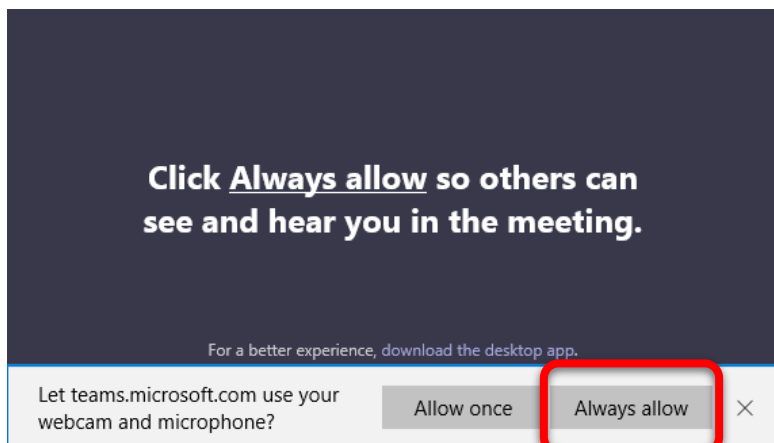 Click Always allow so others can
see and hear you in the meeting.
For a better experience, download the desktop app.
Let teams.microsoft.com use your
webcam and microphone?
Allow once
Always allow